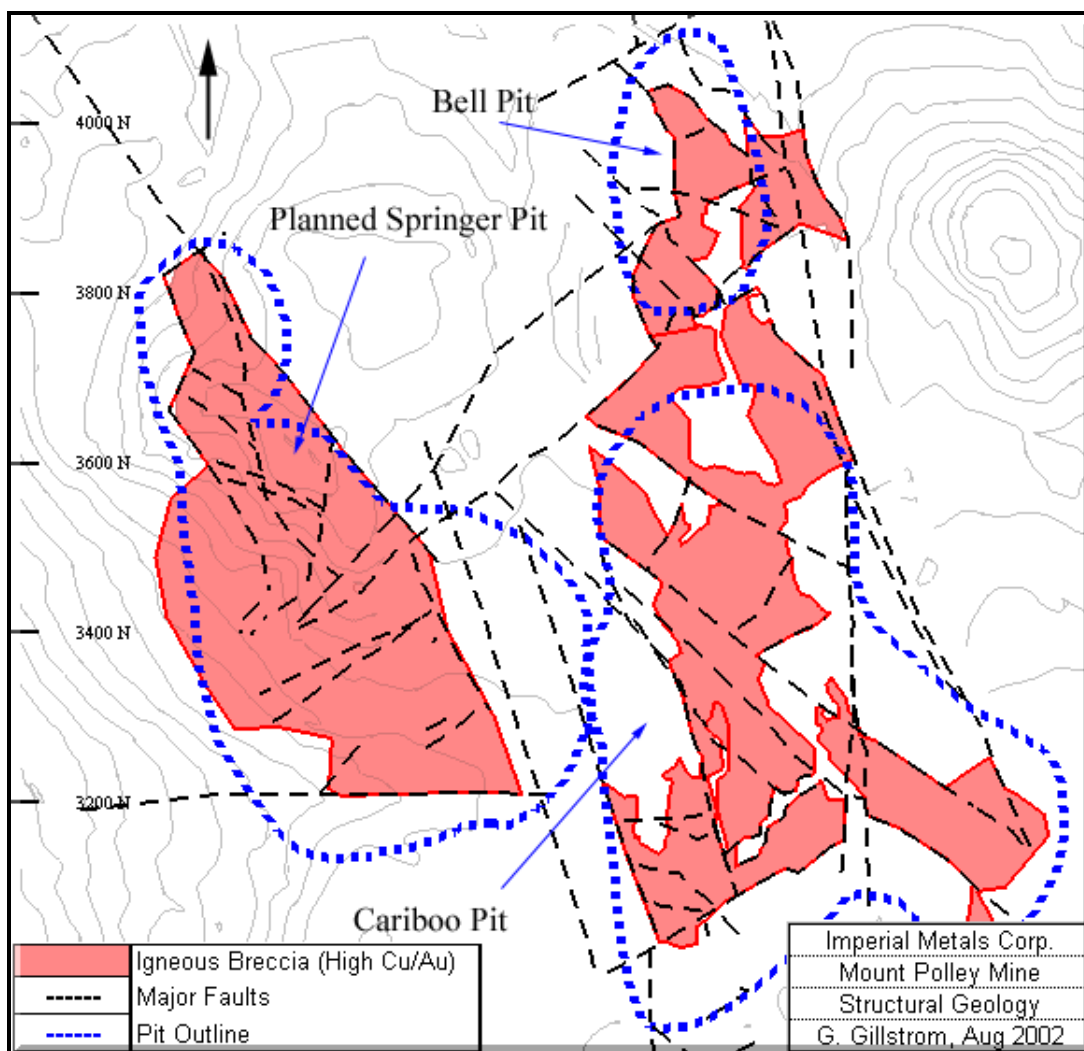 Bell Pit
4000 N
Planned Springer Pit
3800 N
3600 N
3400 N
3200 N
Cariboo Pit
Igneous Breccia (High Cu/Au)
Major Faults
Pit Outline
Imperial Metals Corp.
Mount Polley Mine
Structural Geology
G. Gillstrom, Aug 2002